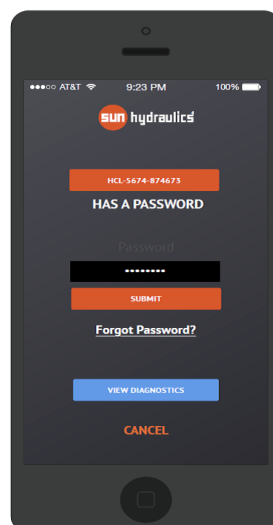 ●●●○○ AT&T 9:23 PM 100%
sun hydraulics
HCL-5674-874673
HAS A PASSWORD
Password
••••••••
SUBMIT
Forgot Password?
VIEW DIAGNOSTICS
CANCEL